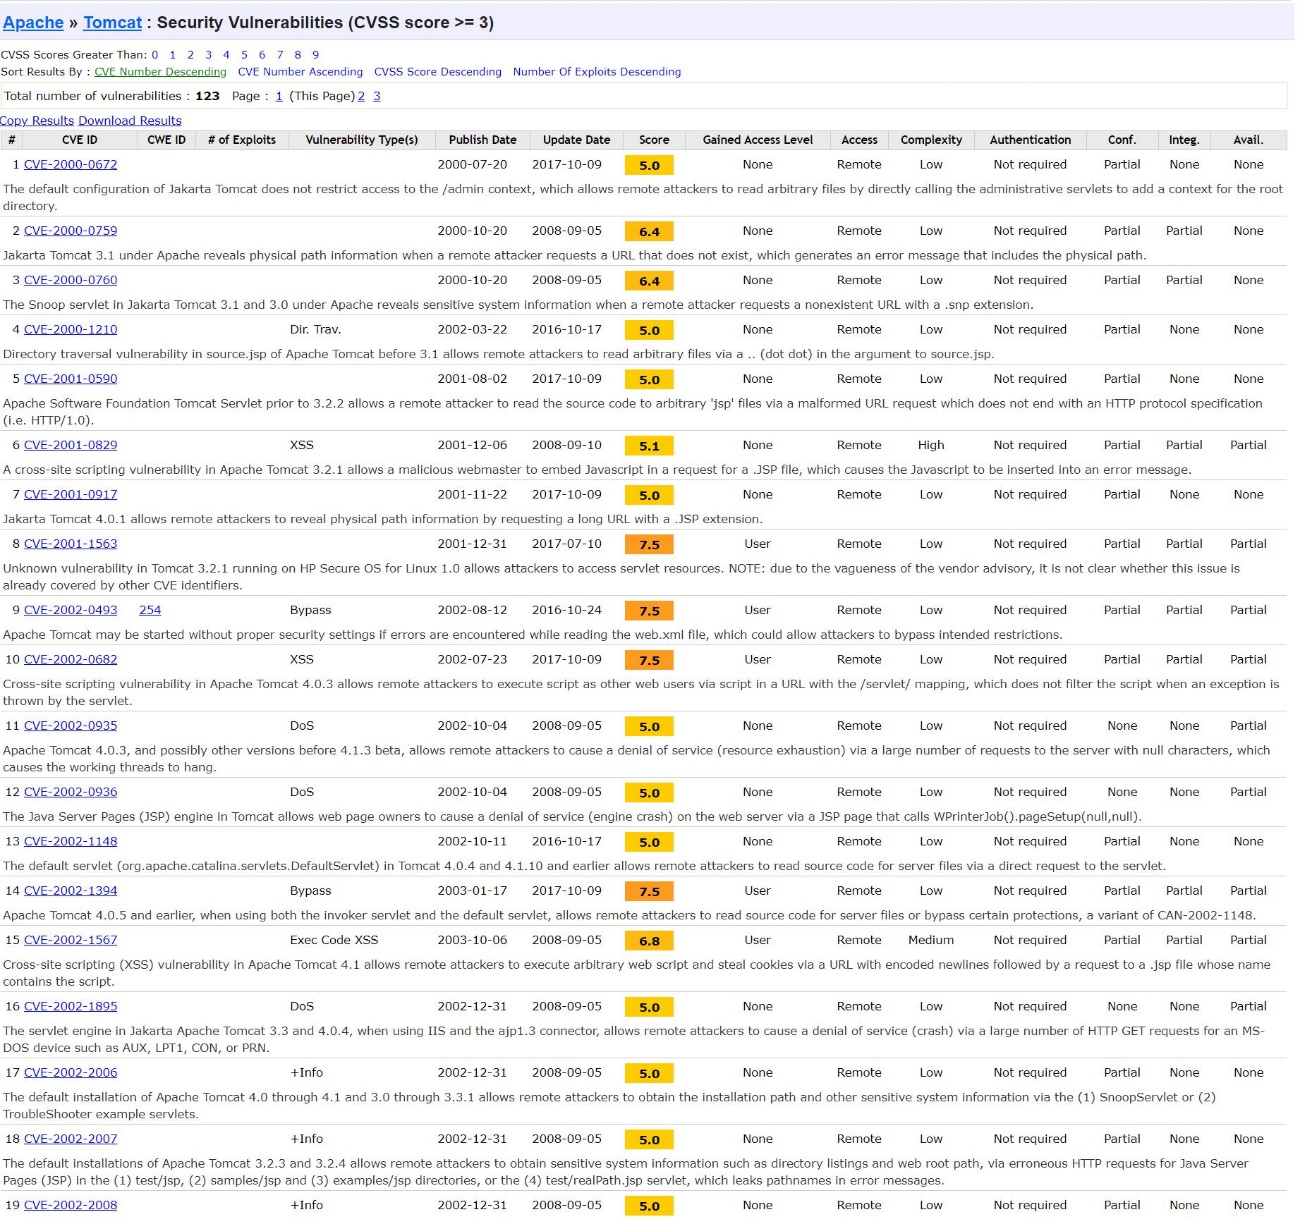 Apache » Tomcat : Security Vulnerabilities (CVSS score >= 3)
CVSS Scores Greater Than: 0 1 2 3 4 5 6 7 8 9
Sort Results By : CVE Number Descending CVE Number Ascending CVSS Score Descending Number Of Exploits Descending
Total number of vulnerabilities : 123 Page : 1 (This Page) 2 3
Copy Results Download Results
# CVE ID CWE ID # of Exploits Vulnerability Type(s) Publish Date Update Date Score Gained Access Level Access Complexity Authentication Conf. Integ. Avail.
1 CVE-2000-0672 2000-07-20 2017-10-09 5.0 None Remote Low Not required Partial None None
The default configuration of Jakarta Tomcat does not restrict access to the /admin context, which allows remote attackers to read arbitrary files by directly calling the administrative servlets to add a context for the root
directory.
2 CVE-2000-0759 2000-10-20 2008-09-05 6.4 None Remote Low Not required Partial Partial None
Jakarta Tomcat 3.1 under Apache reveals physical path information when a remote attacker requests a URL that does not exist, which generates an error message that includes the physical path.
3 CVE-2000-0760 2000-10-20 2008-09-05 6.4 None Remote Low Not required Partial Partial None
The Snoop servlet in Jakarta Tomcat 3.1 and 3.0 under Apache reveals sensitive system information when a remote attacker requests a nonexistent URL with a .snp extension.
4 CVE-2000-1210 Dir. Trav. 2002-03-22 2016-10-17 5.0 None Remote Low Not required Partial None None
Directory traversal vulnerability in source.jsp of Apache Tomcat before 3.1 allows remote attackers to read arbitrary files via a .. (dot dot) in the argument to source.jsp.
5 CVE-2001-0590 2001-08-02 2017-10-09 5.0 None Remote Low Not required Partial None None
Apache Software Foundation Tomcat Servlet prior to 3.2.2 allows a remote attacker to read the source code to arbitrary 'jsp' files via a malformed URL request which does not end with an HTTP protocol specification
(i.e. HTTP/1.0).
6 CVE-2001-0829 XSS 2001-12-06 2008-09-10 5.1 None Remote High Not required Partial Partial Partial
A cross-site scripting vulnerability in Apache Tomcat 3.2.1 allows a malicious webmaster to embed Javascript in a request for a .JSP file, which causes the Javascript to be inserted into an error message.
7 CVE-2001-0917 2001-11-22 2017-10-09 5.0 None Remote Low Not required Partial None None
Jakarta Tomcat 4.0.1 allows remote attackers to reveal physical path information by requesting a long URL with a .JSP extension.
8 CVE-2001-1563 2001-12-31 2017-07-10 7.5 User Remote Low Not required Partial Partial Partial
Unknown vulnerability in Tomcat 3.2.1 running on HP Secure OS for Linux 1.0 allows attackers to access servlet resources. NOTE: due to the vagueness of the vendor advisory, it is not clear whether this issue is
already covered by other CVE identifiers.
9 CVE-2002-0493 254 Bypass 2002-08-12 2016-10-24 7.5 User Remote Low Not required Partial Partial Partial
Apache Tomcat may be started without proper security settings if errors are encountered while reading the web.xml file, which could allow attackers to bypass intended restrictions.
10 CVE-2002-0682 XSS 2002-07-23 2017-10-09 7.5 User Remote Low Not required Partial Partial Partial
Cross-site scripting vulnerability in Apache Tomcat 4.0.3 allows remote attackers to execute script as other web users via script in a URL with the /servlet/ mapping, which does not filter the script when an exception is
thrown by the servlet.
11 CVE-2002-0935 DoS 2002-10-04 2008-09-05 5.0 None Remote Low Not required None None Partial
Apache Tomcat 4.0.3, and possibly other versions before 4.1.3 beta, allows remote attackers to cause a denial of service (resource exhaustion) via a large number of requests to the server with null characters, which
causes the working threads to hang.
12 CVE-2002-0936 DoS 2002-10-04 2008-09-05 5.0 None Remote Low Not required None None Partial
The Java Server Pages (JSP) engine in Tomcat allows web page owners to cause a denial of service (engine crash) on the web server via a JSP page that calls WPrinterJob().pageSetup(null,null).
13 CVE-2002-1148 2002-10-11 2016-10-17 5.0 None Remote Low Not required Partial None None
The default servlet (org.apache.catalina.servlets.DefaultServlet) in Tomcat 4.0.4 and 4.1.10 and earlier allows remote attackers to read source code for server files via a direct request to the servlet.
14 CVE-2002-1394 Bypass 2003-01-17 2017-10-09 7.5 User Remote Low Not required Partial Partial Partial
Apache Tomcat 4.0.5 and earlier, when using both the invoker servlet and the default servlet, allows remote attackers to read source code for server files or bypass certain protections, a variant of CAN-2002-1148.
15 CVE-2002-1567 Exec Code XSS 2003-10-06 2008-09-05 6.8 User Remote Medium Not required Partial Partial Partial
Cross-site scripting (XSS) vulnerability in Apache Tomcat 4.1 allows remote attackers to execute arbitrary web script and steal cookies via a URL with encoded newlines followed by a request to a .jsp file whose name
contains the script.
16 CVE-2002-1895 DoS 2002-12-31 2008-09-05 5.0 None Remote Low Not required None None Partial
The servlet engine in Jakarta Apache Tomcat 3.3 and 4.0.4, when using IIS and the ajp1.3 connector, allows remote attackers to cause a denial of service (crash) via a large number of HTTP GET requests for an MS-
DOS device such as AUX, LPT1, CON, or PRN.
17 CVE-2002-2006 +Info 2002-12-31 2008-09-05 5.0 None Remote Low Not required Partial None None
The default installation of Apache Tomcat 4.0 through 4.1 and 3.0 through 3.3.1 allows remote attackers to obtain the installation path and other sensitive system information via the (1) SnoopServlet or (2)
TroubleShooter example servlets.
18 CVE-2002-2007 +Info 2002-12-31 2008-09-05 5.0 None Remote Low Not required Partial None None
The default installations of Apache Tomcat 3.2.3 and 3.2.4 allows remote attackers to obtain sensitive system information such as directory listings and web root path, via erroneous HTTP requests for Java Server
Pages (JSP) in the (1) test/jsp, (2) samples/jsp and (3) examples/jsp directories, or the (4) test/realPath.jsp servlet, which leaks pathnames in error messages.
19 CVE-2002-2008 +Info 2002-12-31 2008-09-05 5.0 None Remote Low Not required Partial None None